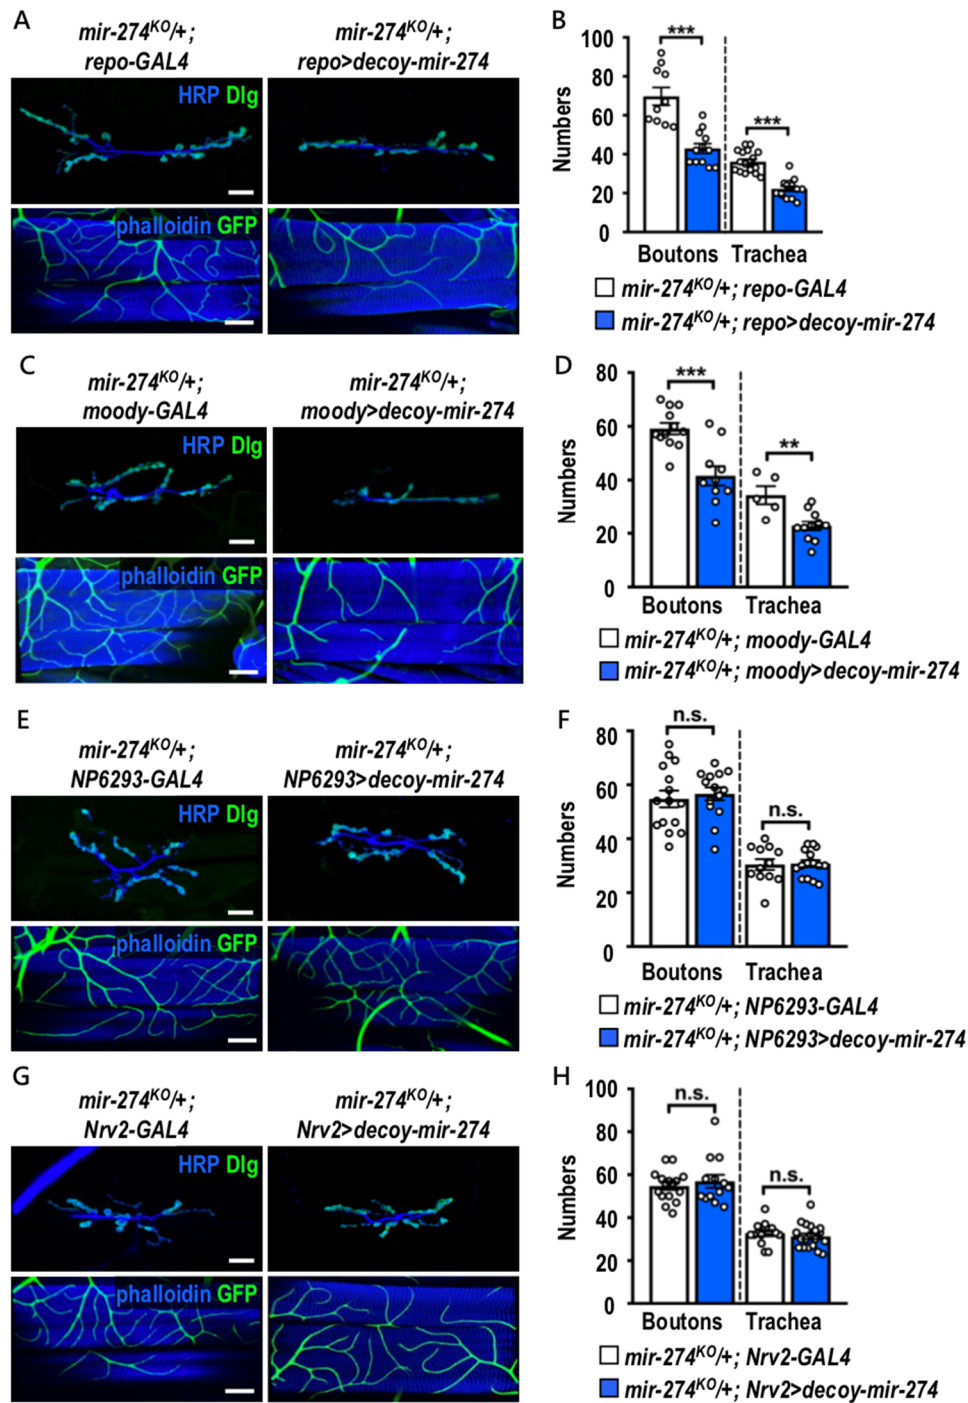 A
mir-274KO/+;
repo-GAL4
mir-274KO/+;
repo>decoy-mir-274
HRP Dlg
phalloidin GFP
B
***
***
100
80
60
40
20
0
Numbers
Boutons Trachea
mir-274KO/+; repo-GAL4
mir-274KO/+; repo>decoy-mir-274
C
mir-274KO/+;
moody-GAL4
mir-274KO/+;
moody>decoy-mir-274
HRP Dlg
phalloidin GFP
D
***
**
80
60
40
20
0
Numbers
Boutons Trachea
mir-274KO/+; moody-GAL4
mir-274KO/+; moody>decoy-mir-274
E
mir-274KO/+;
NP6293-GAL4
mir-274KO/+;
NP6293>decoy-mir-274
HRP Dlg
phalloidin GFP
F
n.s.
n.s.
80
60
40
20
0
Numbers
Boutons Trachea
mir-274KO/+; NP6293-GAL4
mir-274KO/+; NP6293>decoy-mir-274
G
mir-274KO/+;
Nrv2-GAL4
mir-274KO/+;
Nrv2>decoy-mir-274
HRP Dlg
phalloidin GFP
H
n.s.
n.s.
100
80
60
40
20
0
Numbers
Boutons Trachea
mir-274KO/+; Nrv2-GAL4
mir-274KO/+; Nrv2>decoy-mir-274